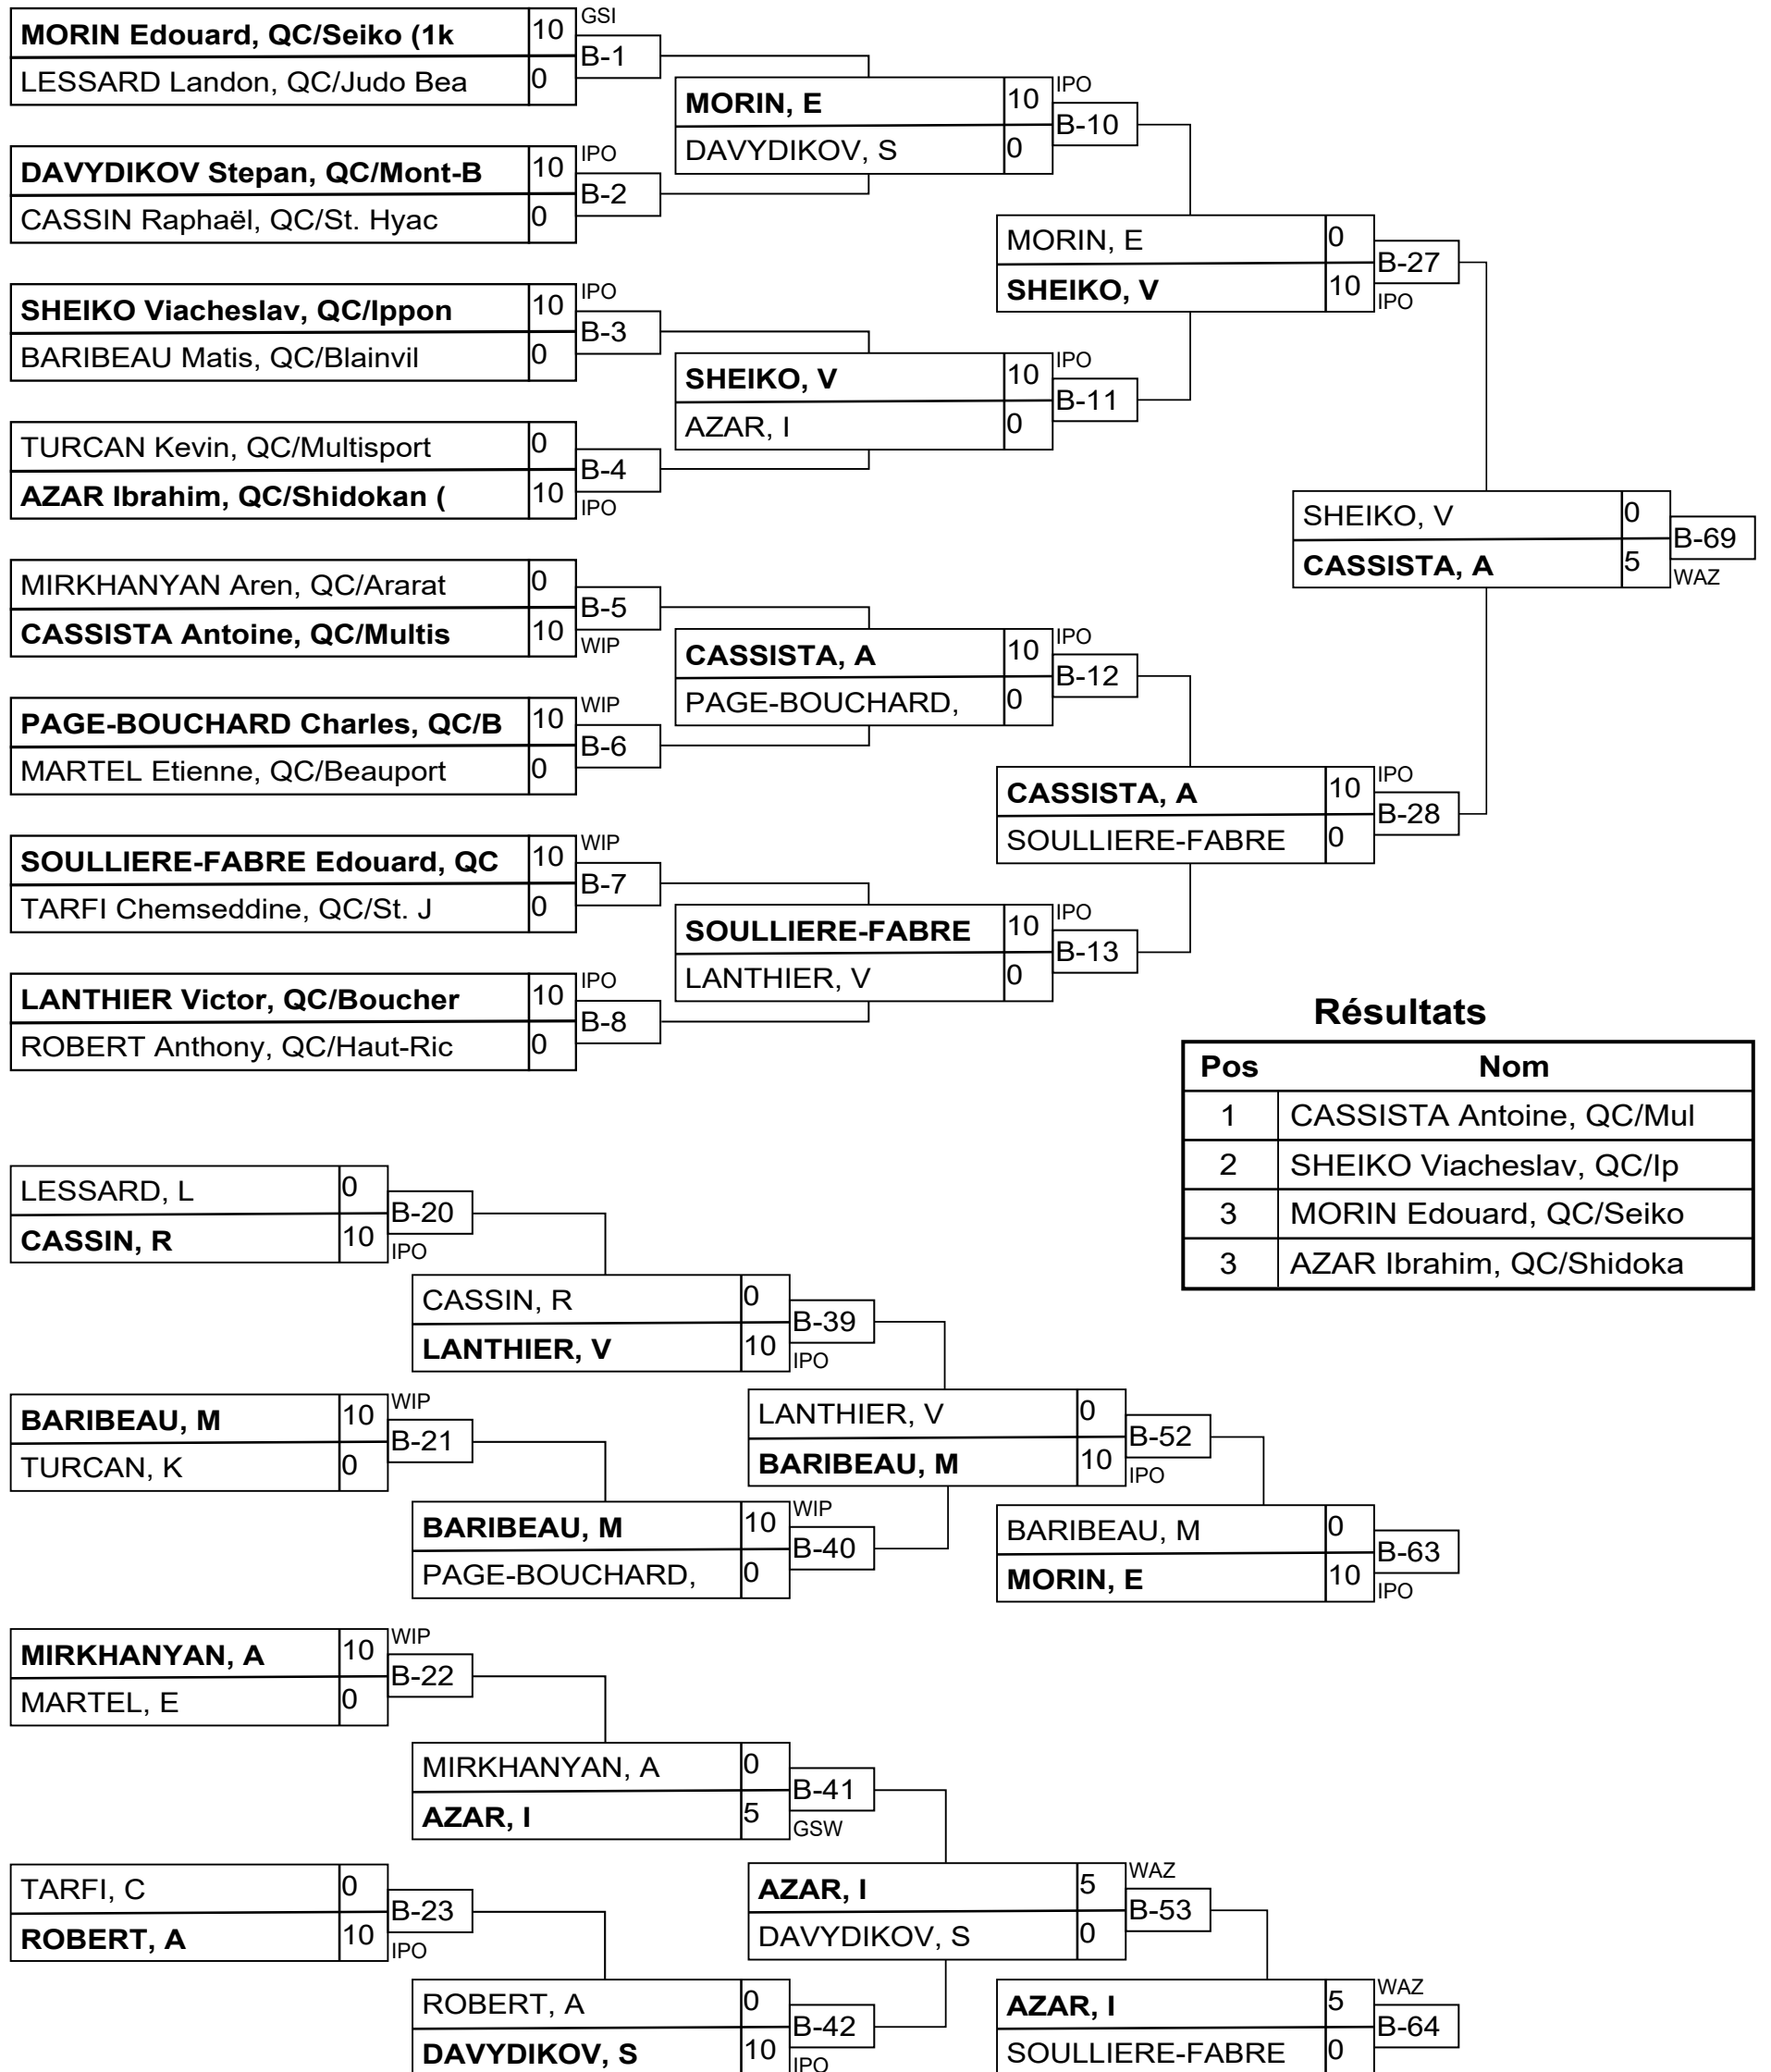 GSI
MORIN Edouard, QC/Seiko (1k 10
B-1
LESSARD Landon, QC/Judo Bea 0
IPO
DAVYDIKOV Stepan, QC/Mont-B 10
B-2
CASSIN Raphaël, QC/St. Hyac 0
IPO
SHEIKO Viacheslav, QC/Ippon 10
B-3
BARIBEAU Matis, QC/Blainvil 0
TURCAN Kevin, QC/Multisport 0
B-4
AZAR Ibrahim, QC/Shidokan ( 10
IPO
MIRKHANYAN Aren, QC/Ararat 0
B-5
CASSISTA Antoine, QC/Multis 10
WIP
WIP
PAGE-BOUCHARD Charles, QC/B 10
B-6
MARTEL Etienne, QC/Beauport 0
WIP
SOULLIERE-FABRE Edouard, QC 10
B-7
TARFI Chemseddine, QC/St. J 0
IPO
LANTHIER Victor, QC/Boucher 10
B-8
ROBERT Anthony, QC/Haut-Ric 0
IPO
MORIN, E 10
B-10
DAVYDIKOV, S 0
IPO
SHEIKO, V 10
B-11
AZAR, I 0
IPO
CASSISTA, A 10
B-12
PAGE-BOUCHARD, 0
IPO
SOULLIERE-FABRE 10
B-13
LANTHIER, V 0
MORIN, E 0
B-27
SHEIKO, V 10
IPO
IPO
CASSISTA, A 10
B-28
SOULLIERE-FABRE 0
SHEIKO, V 0
B-69
CASSISTA, A 5
WAZ
Résultats
Pos Nom
1 CASSISTA Antoine, QC/Mul
2 SHEIKO Viacheslav, QC/Ip
3 MORIN Edouard, QC/Seiko
3 AZAR Ibrahim, QC/Shidoka
LESSARD, L 0
B-20
CASSIN, R 10
IPO
WIP
BARIBEAU, M 10
B-21
TURCAN, K 0
WIP
MIRKHANYAN, A 10
B-22
MARTEL, E 0
TARFI, C 0
B-23
ROBERT, A 10
IPO
CASSIN, R 0
B-39
LANTHIER, V 10
IPO
WIP
BARIBEAU, M 10
B-40
PAGE-BOUCHARD, 0
MIRKHANYAN, A 0
B-41
AZAR, I 5
GSW
ROBERT, A 0
B-42
DAVYDIKOV, S 10
IPO
LANTHIER, V 0
B-52
BARIBEAU, M 10
IPO
WAZ
AZAR, I 5
B-53
DAVYDIKOV, S 0
BARIBEAU, M 0
B-63
MORIN, E 10
IPO
WAZ
AZAR, I 5
B-64
SOULLIERE-FABRE 0